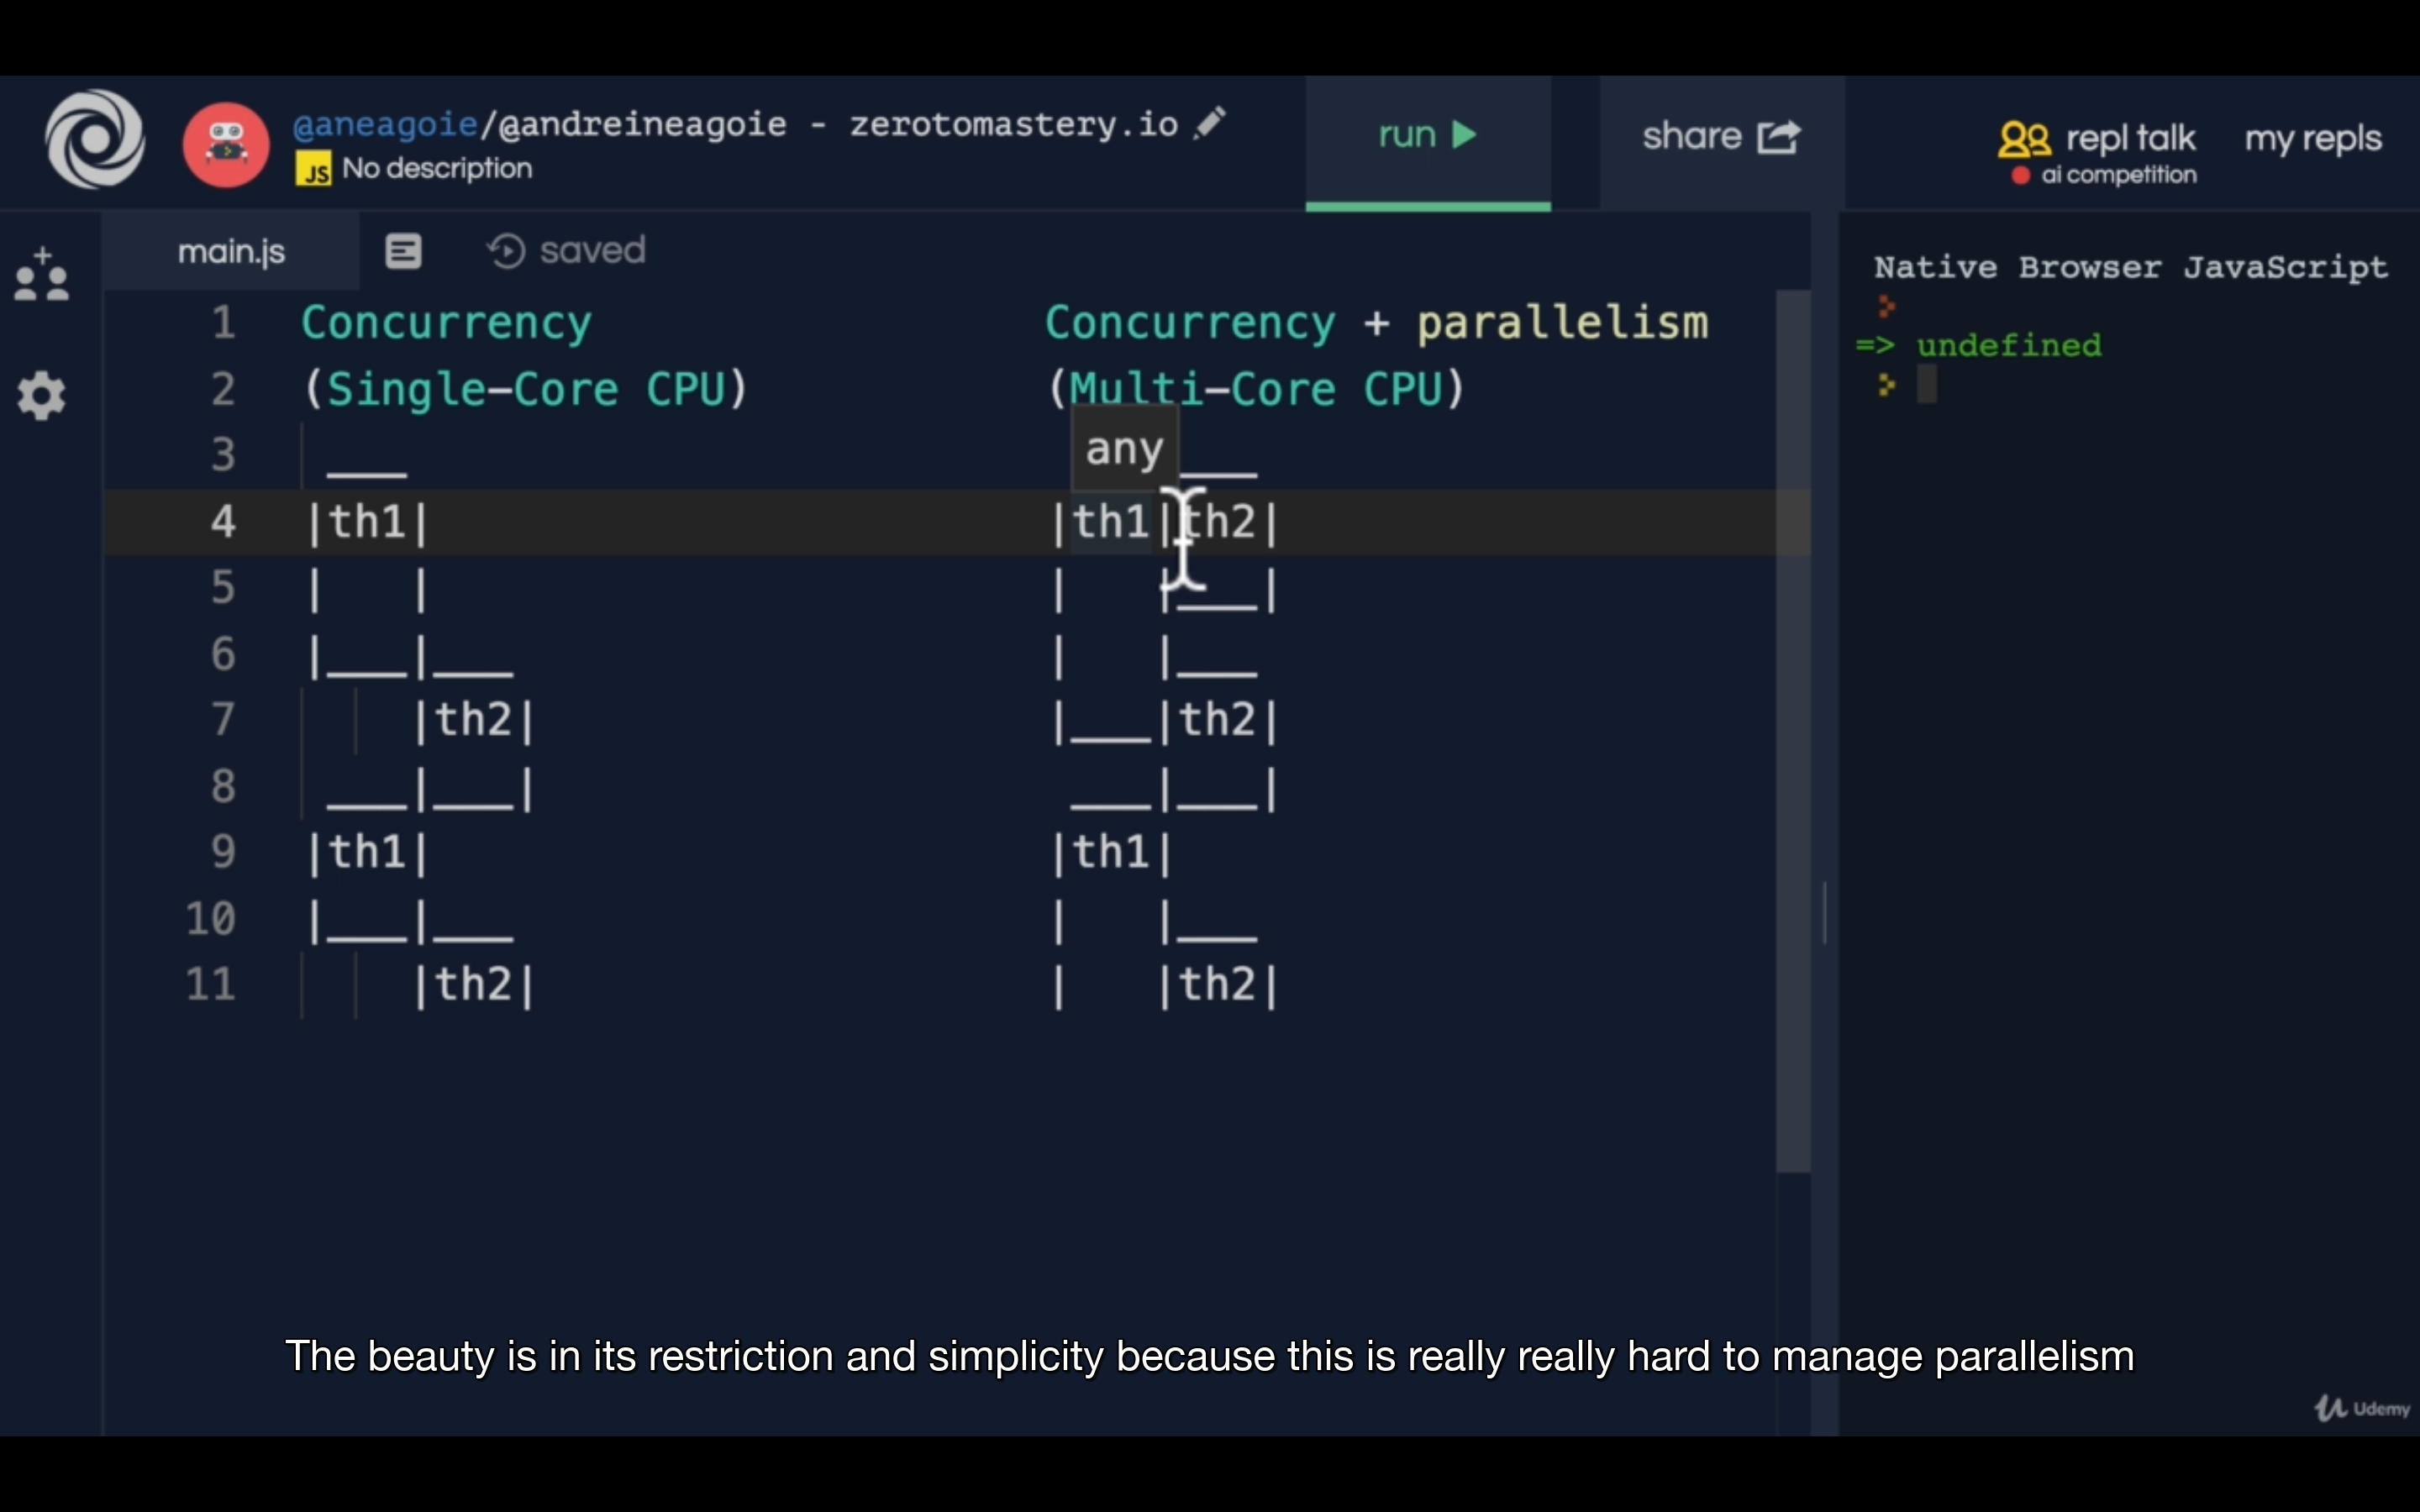 @aneagoie/@andreineagoie - zerotomastery.io
JS No description
run
share
repl talk
my repls
ai competition
main.js
saved
1 Concurrency Concurrency + parallelism
2 (Single-Core CPU) (Multi-Core CPU)
3 ___ any ___
4 |th1| |th1|th2|
5 |   | |   |___|
6 |___|___ |   |___
7 |th2| |___|th2|
8 ___|___| ___|___|
9 |th1| |th1|
10 |___|___ |   |___
11 |th2| |   |th2|
Native Browser JavaScript
=> undefined
The beauty is in its restriction and simplicity because this is really really hard to manage parallelism
Udemy